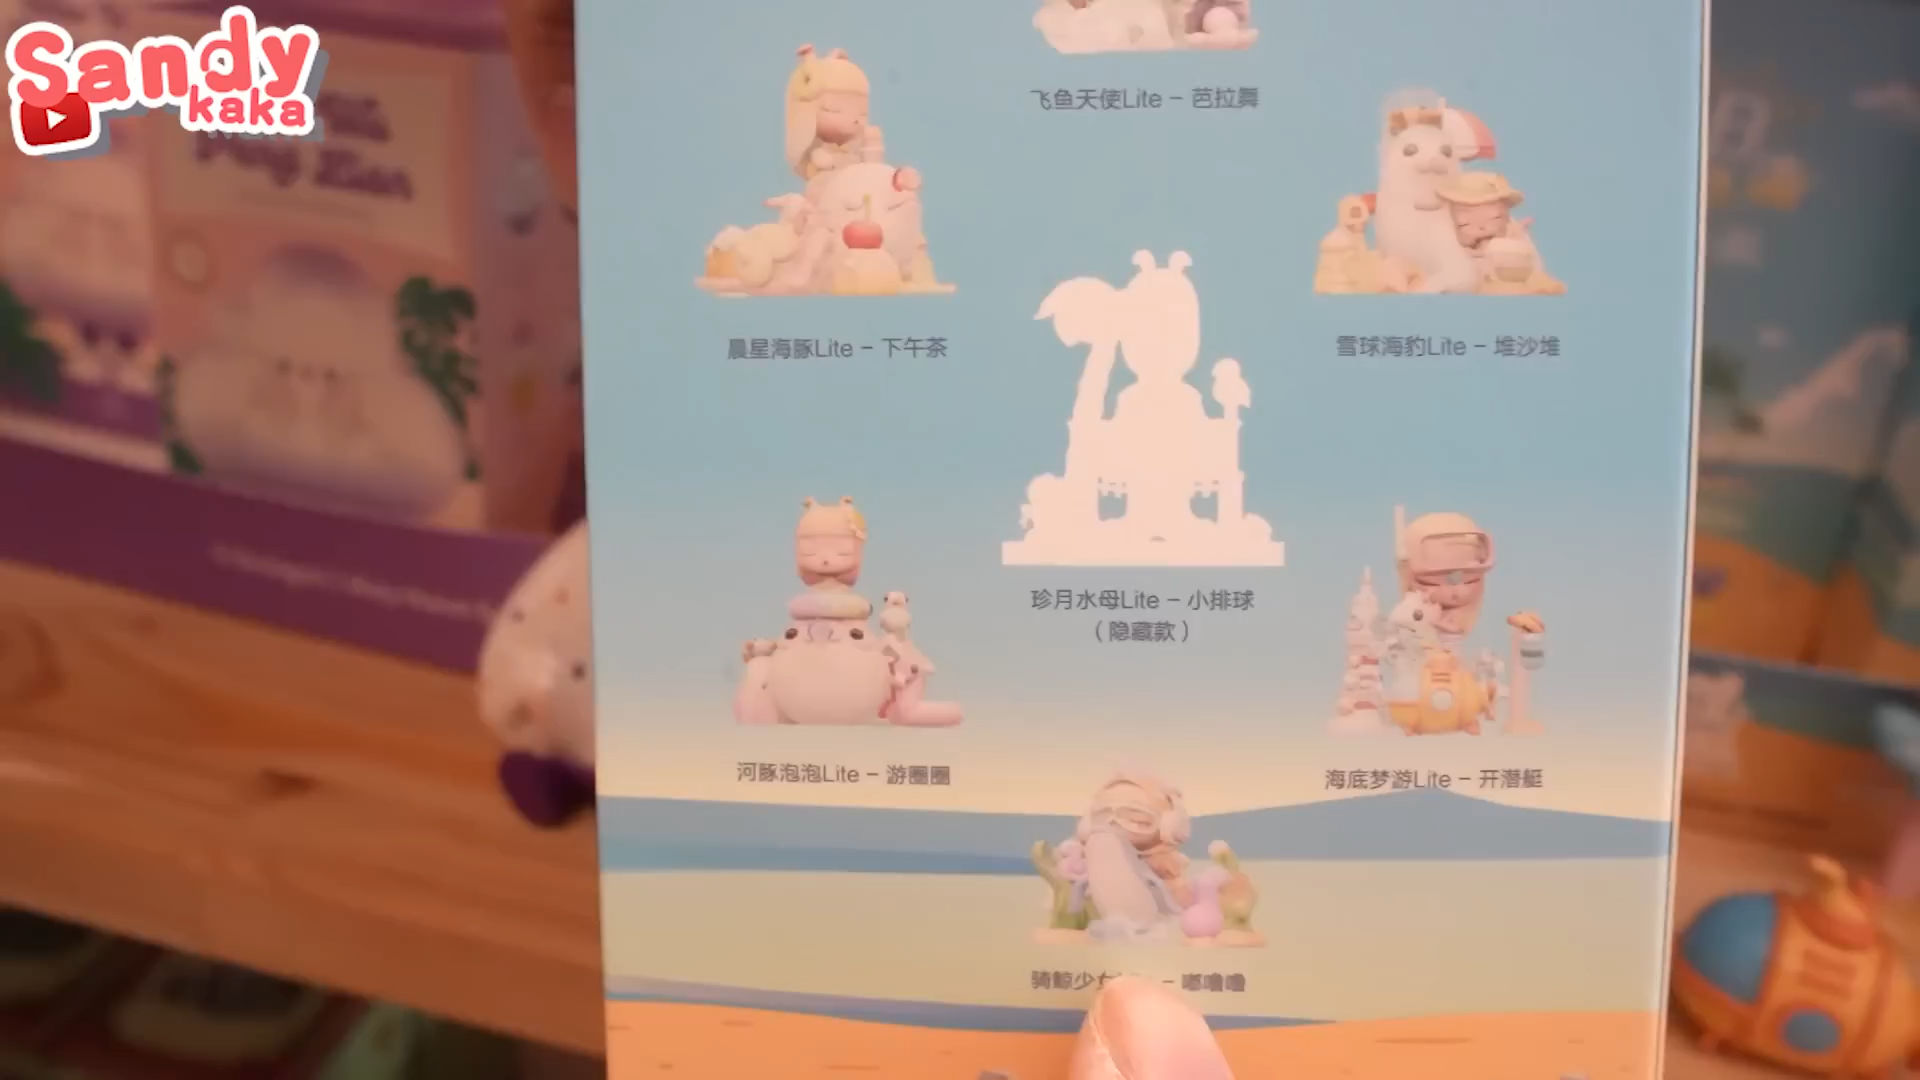 Sandy
kaka
飞鱼天使Lite - 芭拉舞
晨星海豚Lite - 下午茶
雪球海豹Lite - 堆沙堆
珍月水母Lite - 小排球
（隐藏款）
河豚泡泡Lite - 游圈圈
海底梦游Lite - 开潜艇
骑鲸少女 - 嘟噜噜